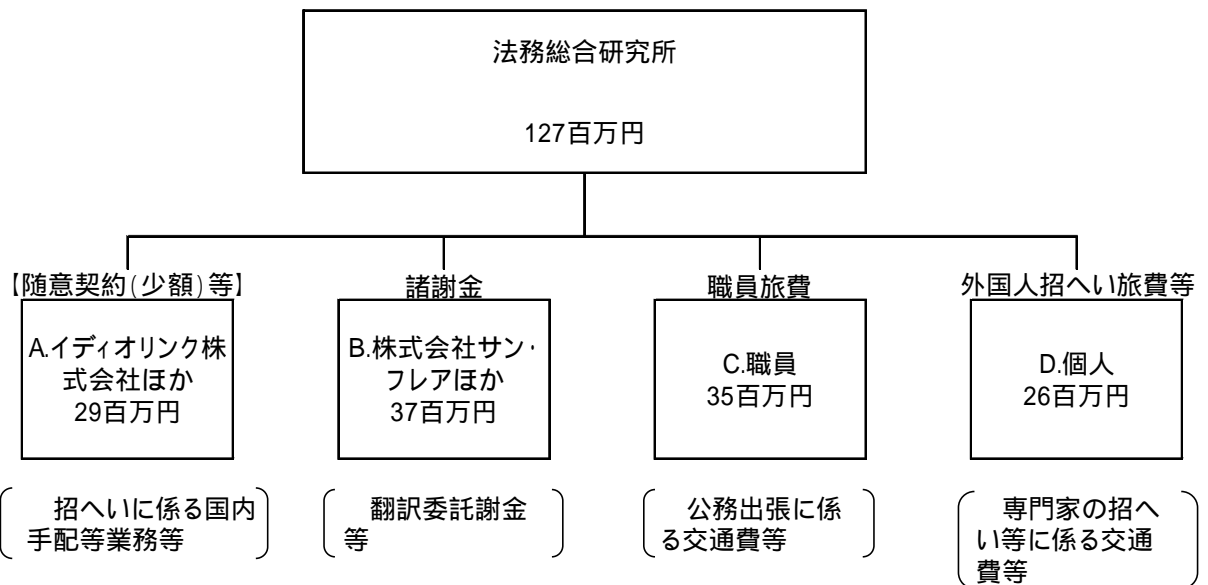 法務総合研究所
127百万円
【随意契約(少額)等】
諸謝金
職員旅費
外国人招へい旅費等
A.イディオリンク株
式会社ほか
29百万円
B.株式会社サン・
フレアほか
37百万円
C.職員
35百万円
D.個人
26百万円
招へいに係る国内
手配等業務等
翻訳委託謝金
等
公務出張に係
る交通費等
専門家の招へ
い等に係る交通
費等